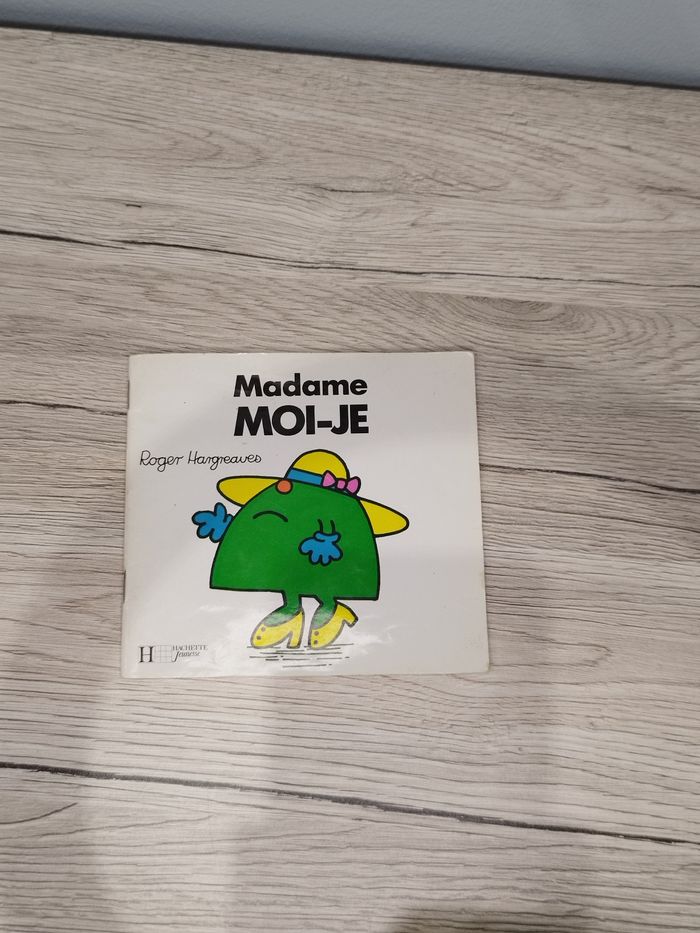 Madame
MOI-JE
Roger Hargreaves
H HACHETTE
Jeunesse